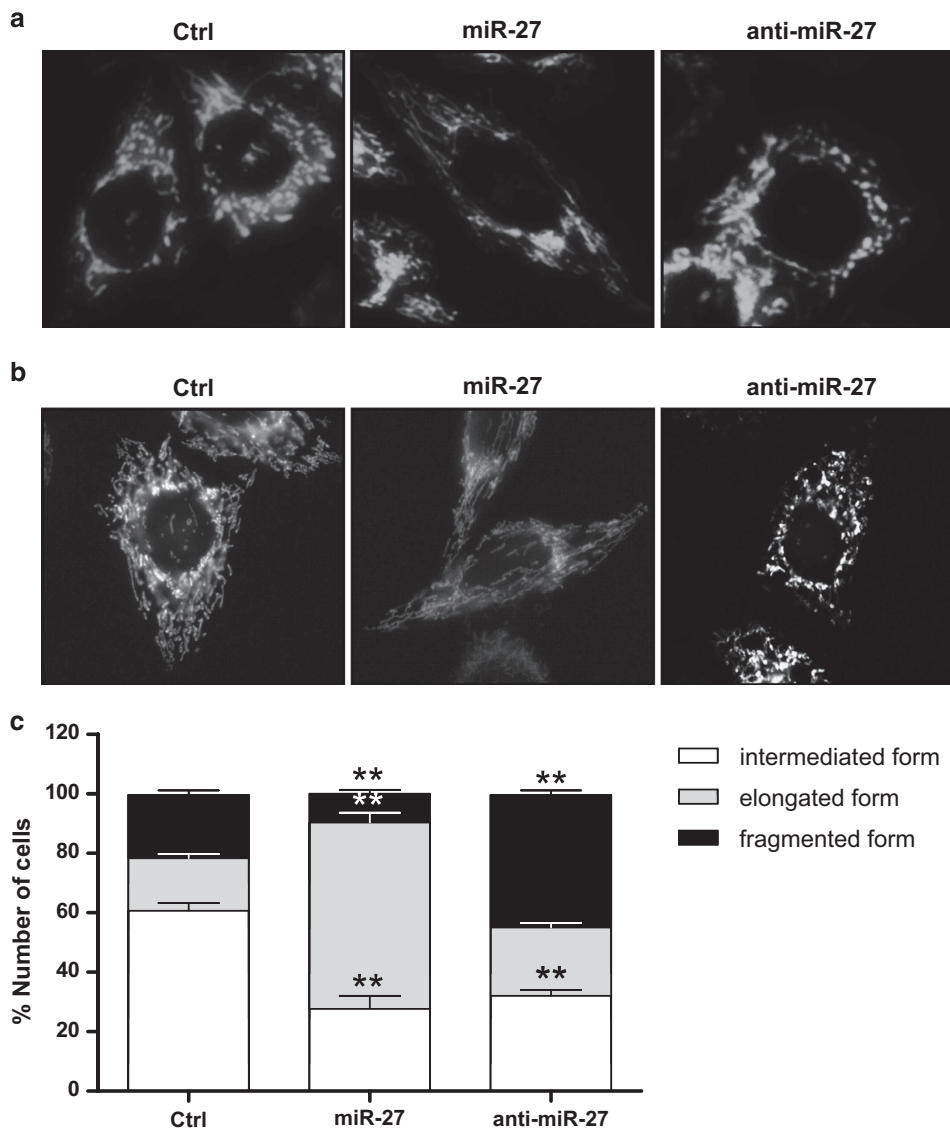 a
Ctrl miR-27 anti-miR-27
b
Ctrl miR-27 anti-miR-27
c
120
100
80
60
40
20
0
% Number of cells
** ** **
** **
Ctrl miR-27 anti-miR-27
intermediated form
elongated form
fragmented form